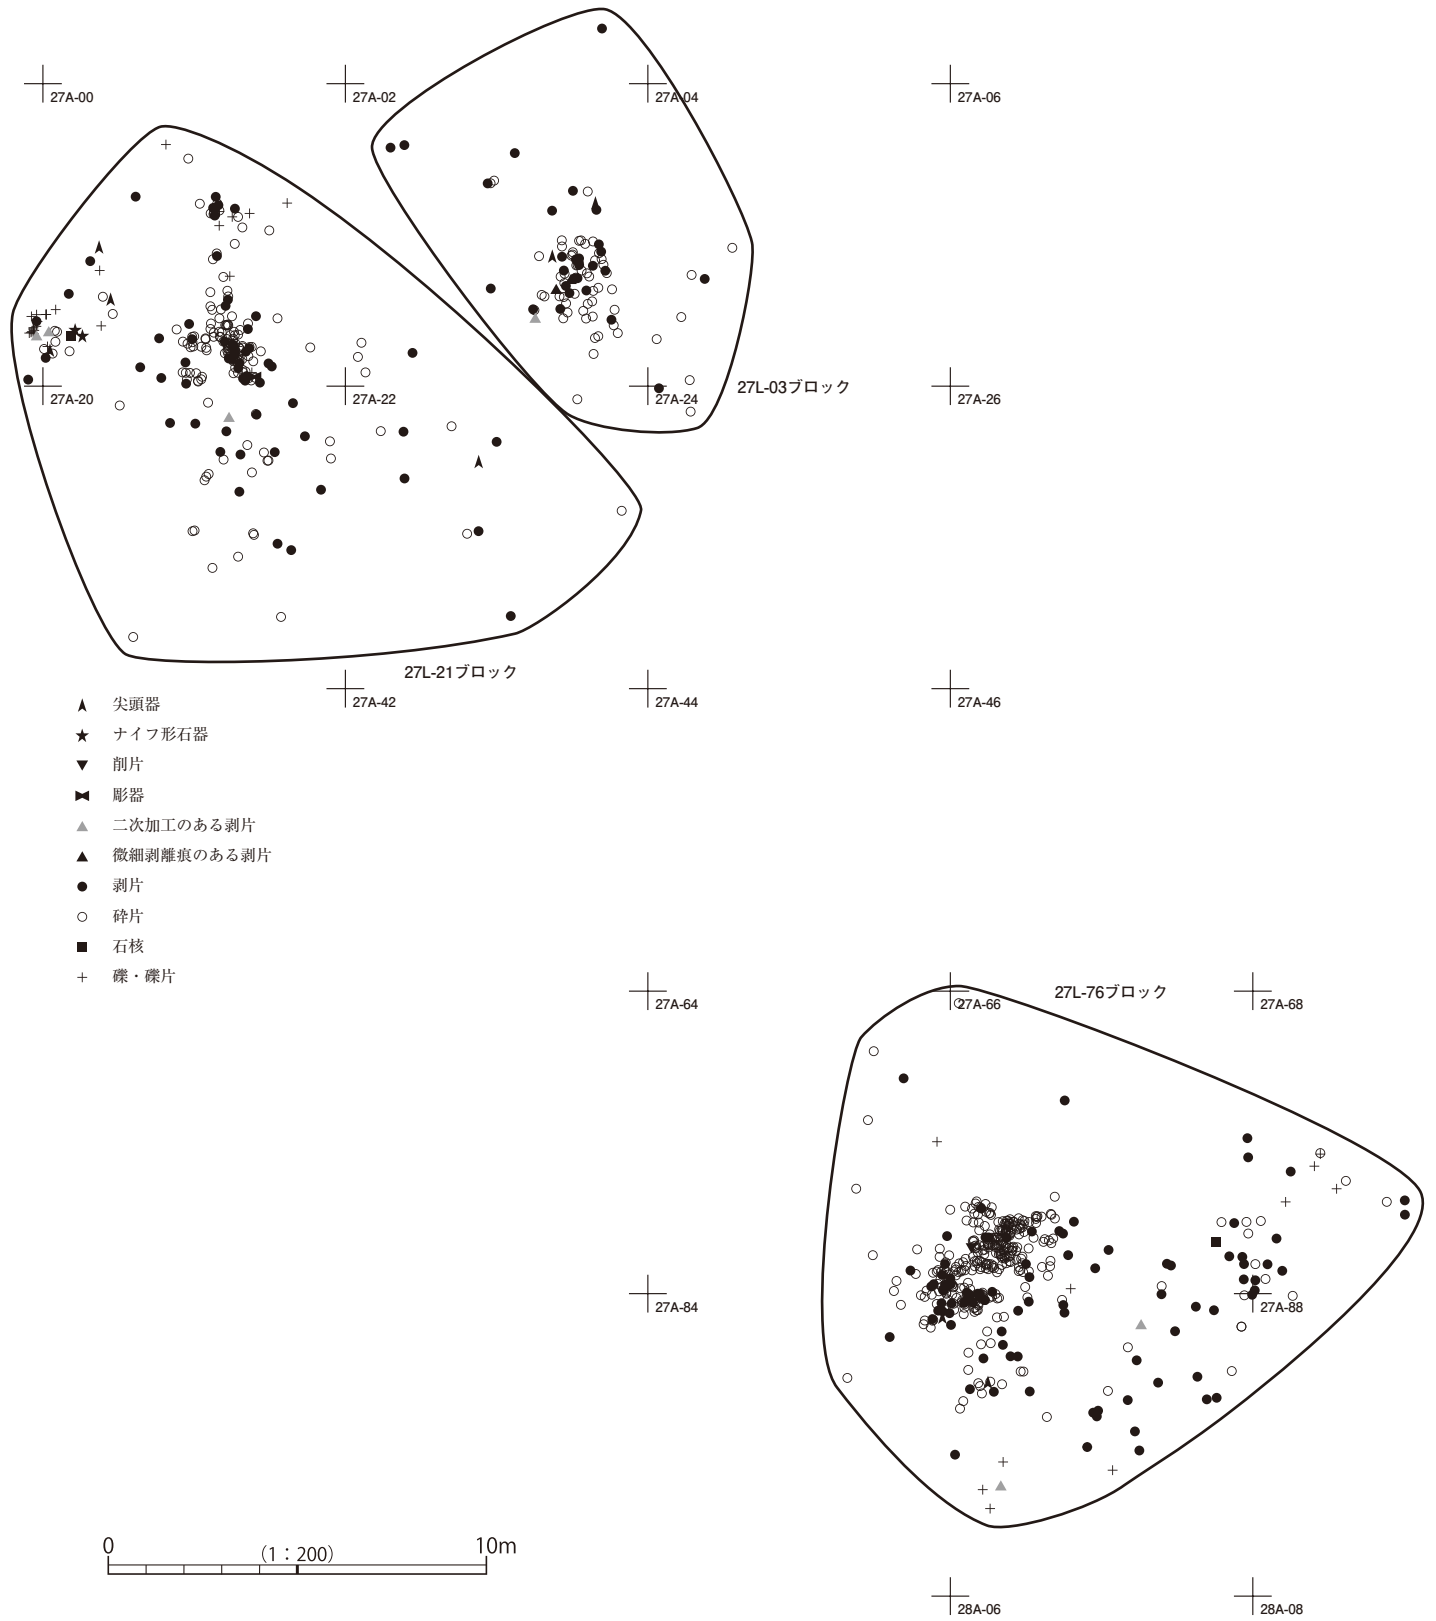 27A-00
27A-02
27A-04
27A-06
27A-20
27A-22
27A-24
27L-03ブロック
27A-26
27L-21ブロック
27A-42
27A-44
27A-46
尖頭器
ナイフ形石器
削片
彫器
二次加工のある剥片
微細剥離痕のある剥片
剥片
砕片
石核
礫・礫片
27A-64
27A-66
27L-76ブロック
27A-68
27A-84
27A-88
0
(1:200)
10m
28A-06
28A-08